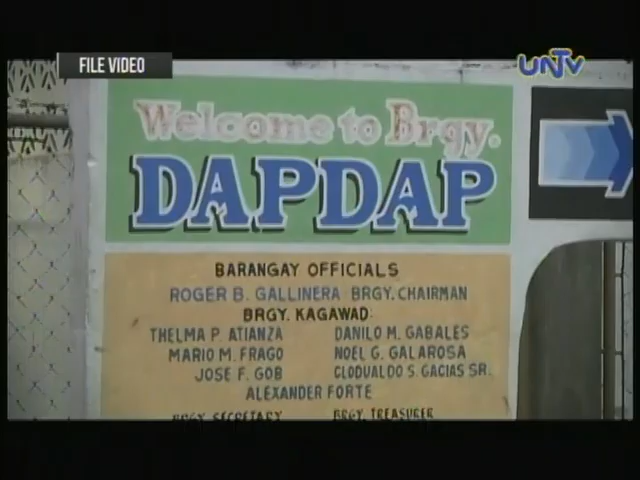 FILE VIDEO
UNTV
Welcome to Brgy.
DAPDAP
BARANGAY OFFICIALS
ROGER B. GALLINERA BRGY. CHAIRMAN
BRGY. KAGAWAD:
THELMA P. ATIANZA DANILO M. GABALES
MARIO M. FRAGO NOEL G. GALAROSA
JOSE F. GOB CLODUALDO S. GACIAS SR.
ALEXANDER FORTE
BRGY. SECRETARY BRGY. TREASURER